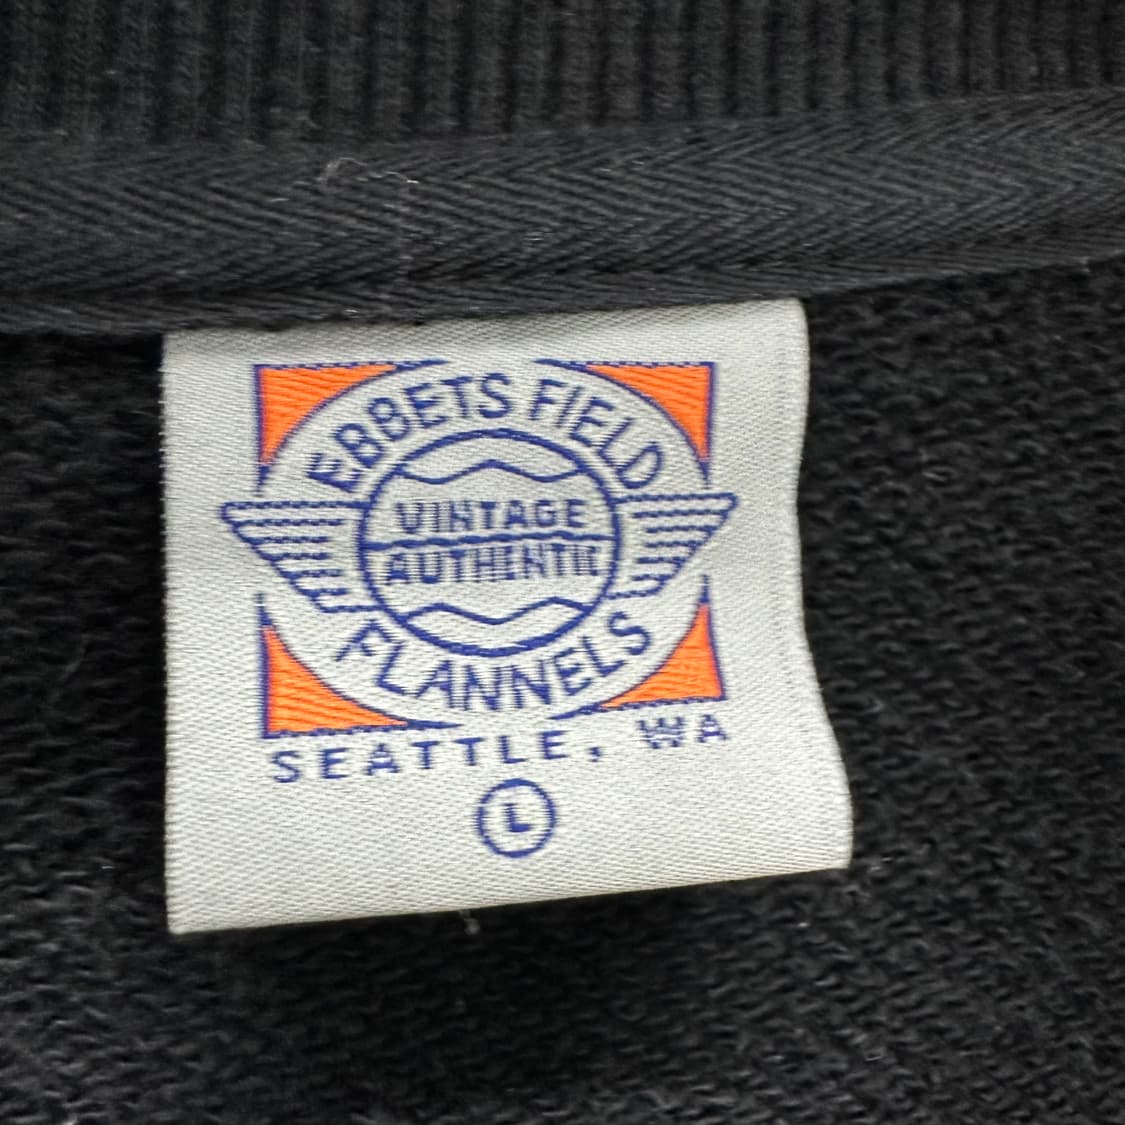 EBBETS FIELD
VINTAGE
AUTHENTIC
FLANNELS
SEATTLE, WA
L